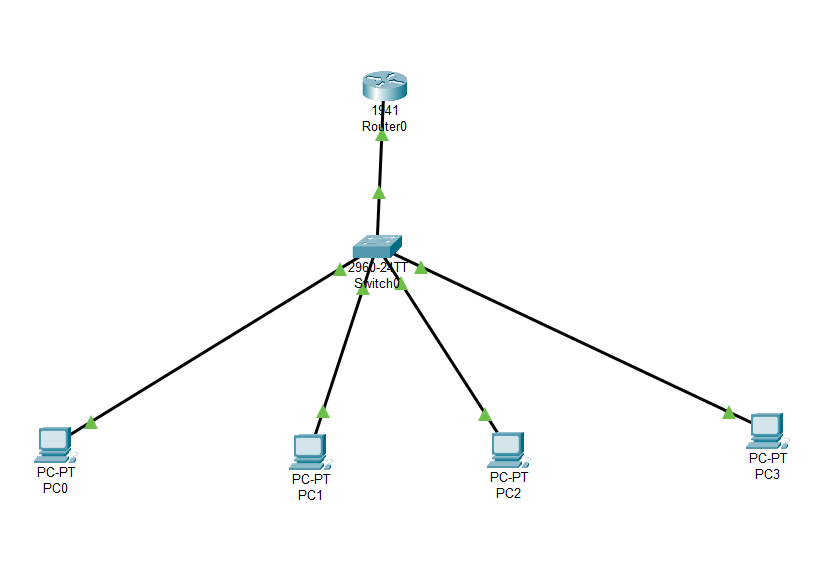 1941
Router0
2960-24TT
Switch0
PC-PT
PC0
PC-PT
PC1
PC-PT
PC2
PC-PT
PC3